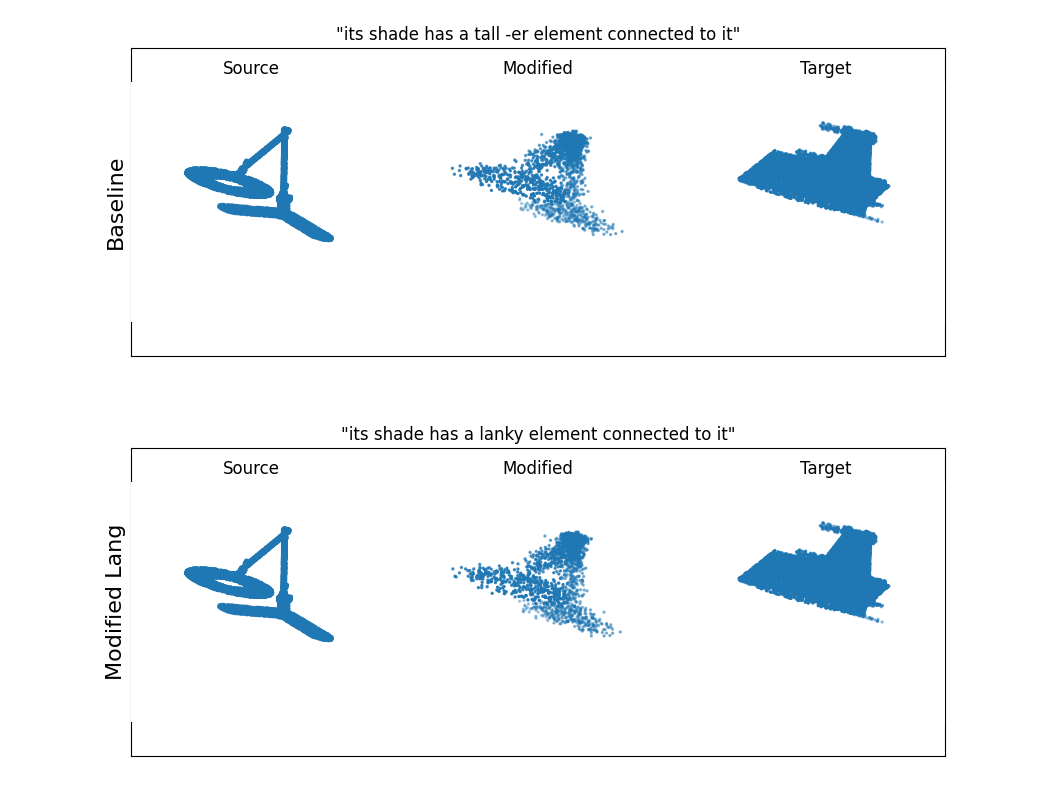 "its shade has a tall -er element connected to it"
Source Modified Target
Baseline
"its shade has a lanky element connected to it"
Source Modified Target
Modified Lang